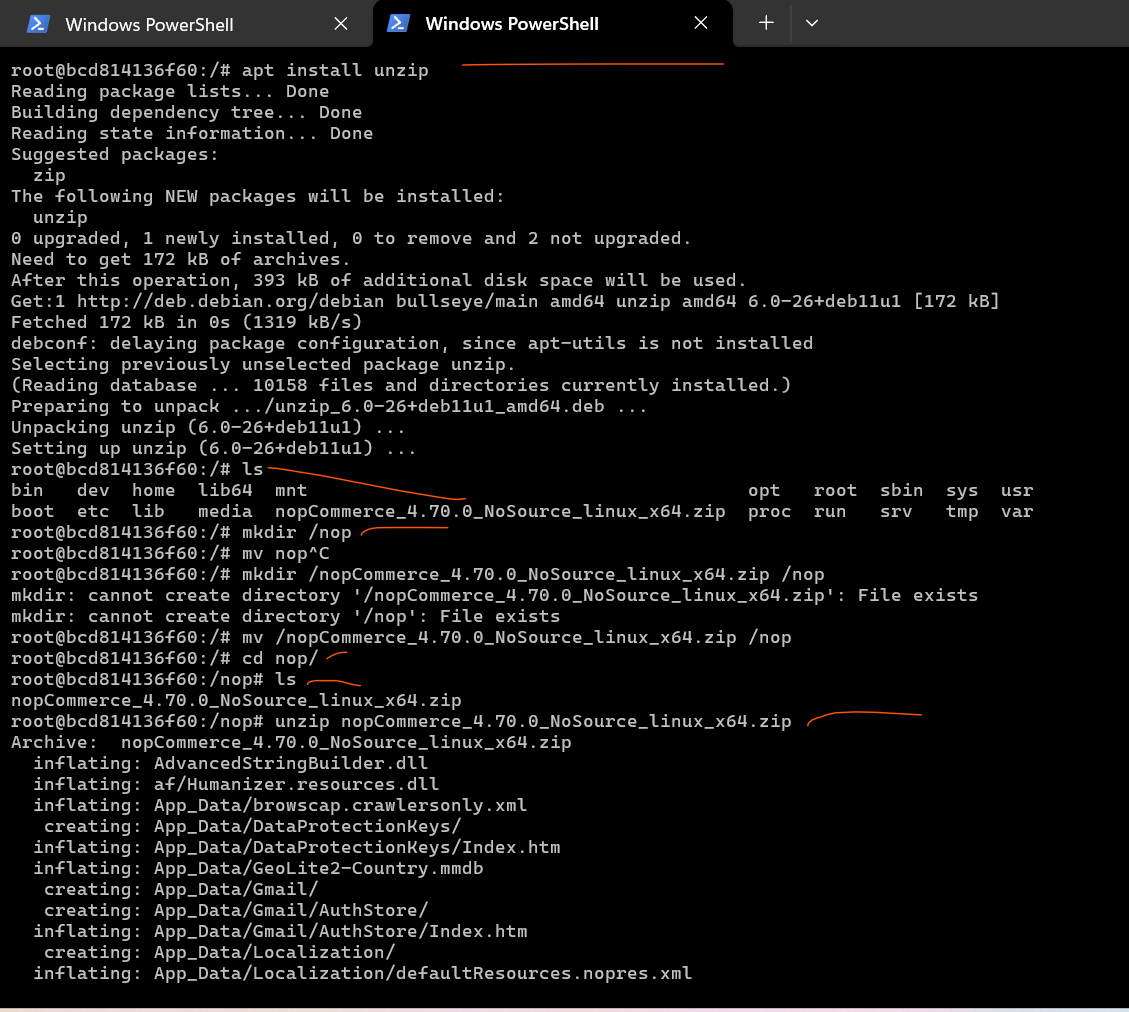 Windows PowerShell
Windows PowerShell
root@bcd814136f60:/# apt install unzip
Reading package lists... Done
Building dependency tree... Done
Reading state information... Done
Suggested packages:
  zip
The following NEW packages will be installed:
  unzip
0 upgraded, 1 newly installed, 0 to remove and 2 not upgraded.
Need to get 172 kB of archives.
After this operation, 393 kB of additional disk space will be used.
Get:1 http://deb.debian.org/debian bullseye/main amd64 unzip amd64 6.0-26+deb11u1 [172 kB]
Fetched 172 kB in 0s (1319 kB/s)
debconf: delaying package configuration, since apt-utils is not installed
Selecting previously unselected package unzip.
(Reading database ... 10158 files and directories currently installed.)
Preparing to unpack .../unzip_6.0-26+deb11u1_amd64.deb ...
Unpacking unzip (6.0-26+deb11u1) ...
Setting up unzip (6.0-26+deb11u1) ...
root@bcd814136f60:/# ls
bin   dev  home  lib64  mnt                                        opt   root  sbin  sys  usr
boot  etc  lib   media  nopCommerce_4.70.0_NoSource_linux_x64.zip  proc  run   srv   tmp  var
root@bcd814136f60:/# mkdir /nop
root@bcd814136f60:/# mv nop^C
root@bcd814136f60:/# mkdir /nopCommerce_4.70.0_NoSource_linux_x64.zip /nop
mkdir: cannot create directory '/nopCommerce_4.70.0_NoSource_linux_x64.zip': File exists
mkdir: cannot create directory '/nop': File exists
root@bcd814136f60:/# mv /nopCommerce_4.70.0_NoSource_linux_x64.zip /nop
root@bcd814136f60:/# cd nop/
root@bcd814136f60:/nop# ls
nopCommerce_4.70.0_NoSource_linux_x64.zip
root@bcd814136f60:/nop# unzip nopCommerce_4.70.0_NoSource_linux_x64.zip
Archive:  nopCommerce_4.70.0_NoSource_linux_x64.zip
  inflating: AdvancedStringBuilder.dll
  inflating: af/Humanizer.resources.dll
  inflating: App_Data/browscap.crawlersonly.xml
   creating: App_Data/DataProtectionKeys/
  inflating: App_Data/DataProtectionKeys/Index.htm
  inflating: App_Data/GeoLite2-Country.mmdb
   creating: App_Data/Gmail/
   creating: App_Data/Gmail/AuthStore/
  inflating: App_Data/Gmail/AuthStore/Index.htm
   creating: App_Data/Localization/
  inflating: App_Data/Localization/defaultResources.nopres.xml